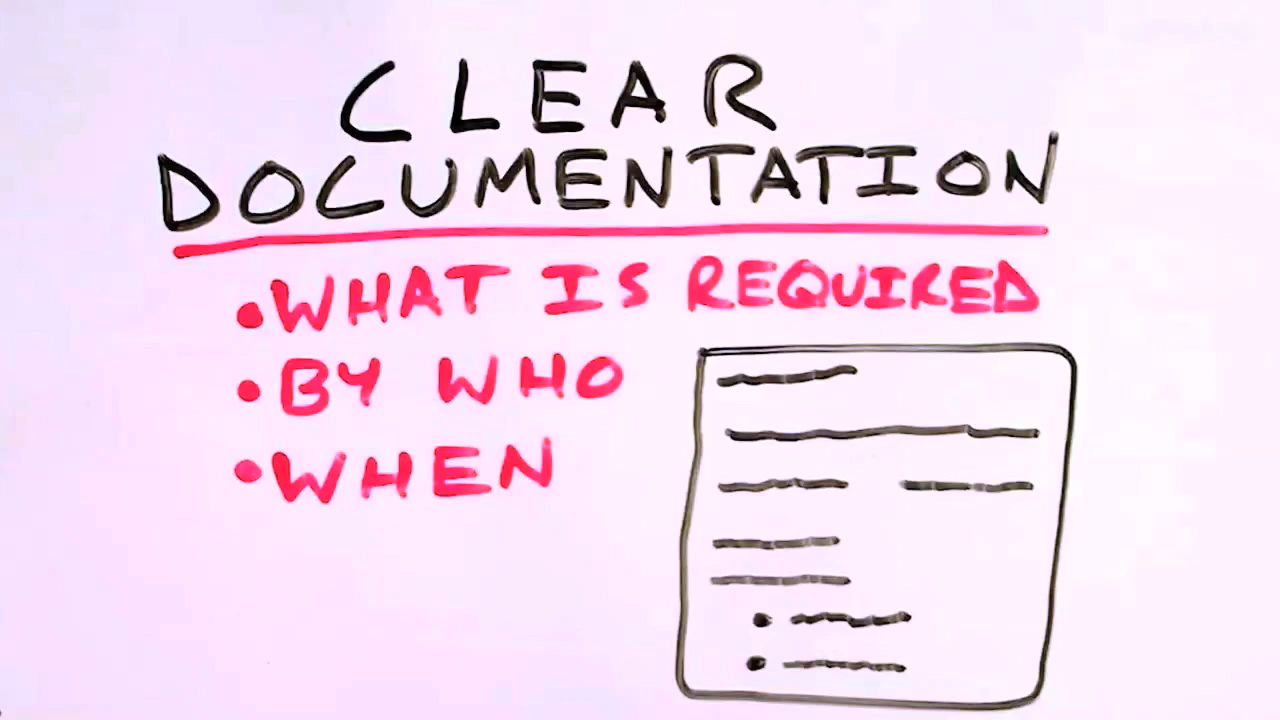 CLEAR
DOCUMENTATION
• WHAT IS REQUIRED
• BY WHO
• WHEN